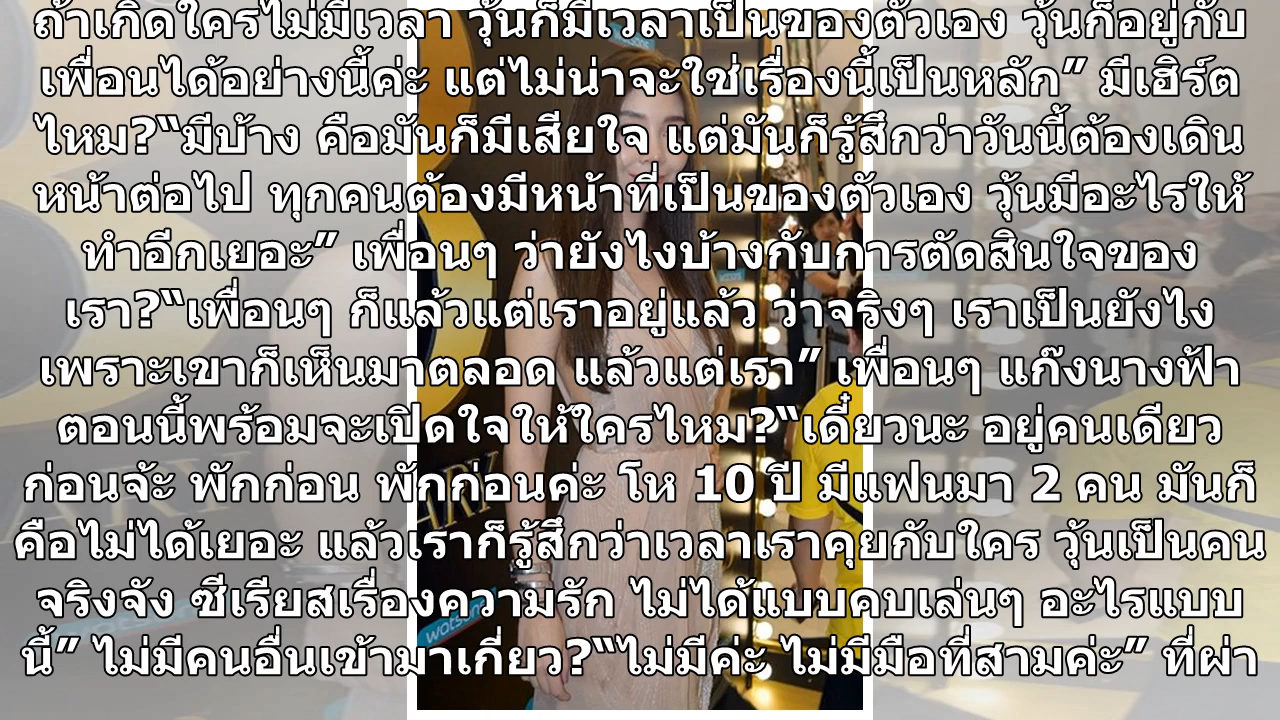 ถ้าเกิดใครไม่มีเวลา วุ้นก็มีเวลาเป็นของตัวเอง วุ้นก็อยู่กับ
เพื่อนได้อย่างนี้ค่ะ แต่ไม่น่าจะใช่เรื่องนี้เป็นหลัก” มีเฮิร์ต
ไหม?“มีบ้าง คือมันก็มีเสียใจ แต่มันก็รู้สึกว่าวันนี้ต้องเดิน
หน้าต่อไป ทุกคนต้องมีหน้าที่เป็นของตัวเอง วุ้นมีอะไรให้
ทำอีกเยอะ” เพื่อนๆ ว่ายังไงบ้างกับการตัดสินใจของ
เรา?“เพื่อนๆ ก็แล้วแต่เราอยู่แล้ว ว่าจริงๆ เราเป็นยังไง
เพราะเขาก็เห็นมาตลอด แล้วแต่เรา” เพื่อนๆ แก๊งนางฟ้า
ตอนนี้พร้อมจะเปิดใจให้ใครไหม?“เดี๋ยวนะ อยู่คนเดียว
ก่อนจ้ะ พักก่อน พักก่อนค่ะ โห 10 ปี มีแฟนมา 2 คน มันก็
คือไม่ได้เยอะ แล้วเราก็รู้สึกว่าเวลาเราคุยกับใคร วุ้นเป็นคน
จริงจัง ซีเรียสเรื่องความรัก ไม่ได้แบบคบเล่นๆ อะไรแบบ
นี้” ไม่มีคนอื่นเข้ามาเกี่ยว?“ไม่มีค่ะ ไม่มีมือที่สามค่ะ” ที่ผ่า
watsons